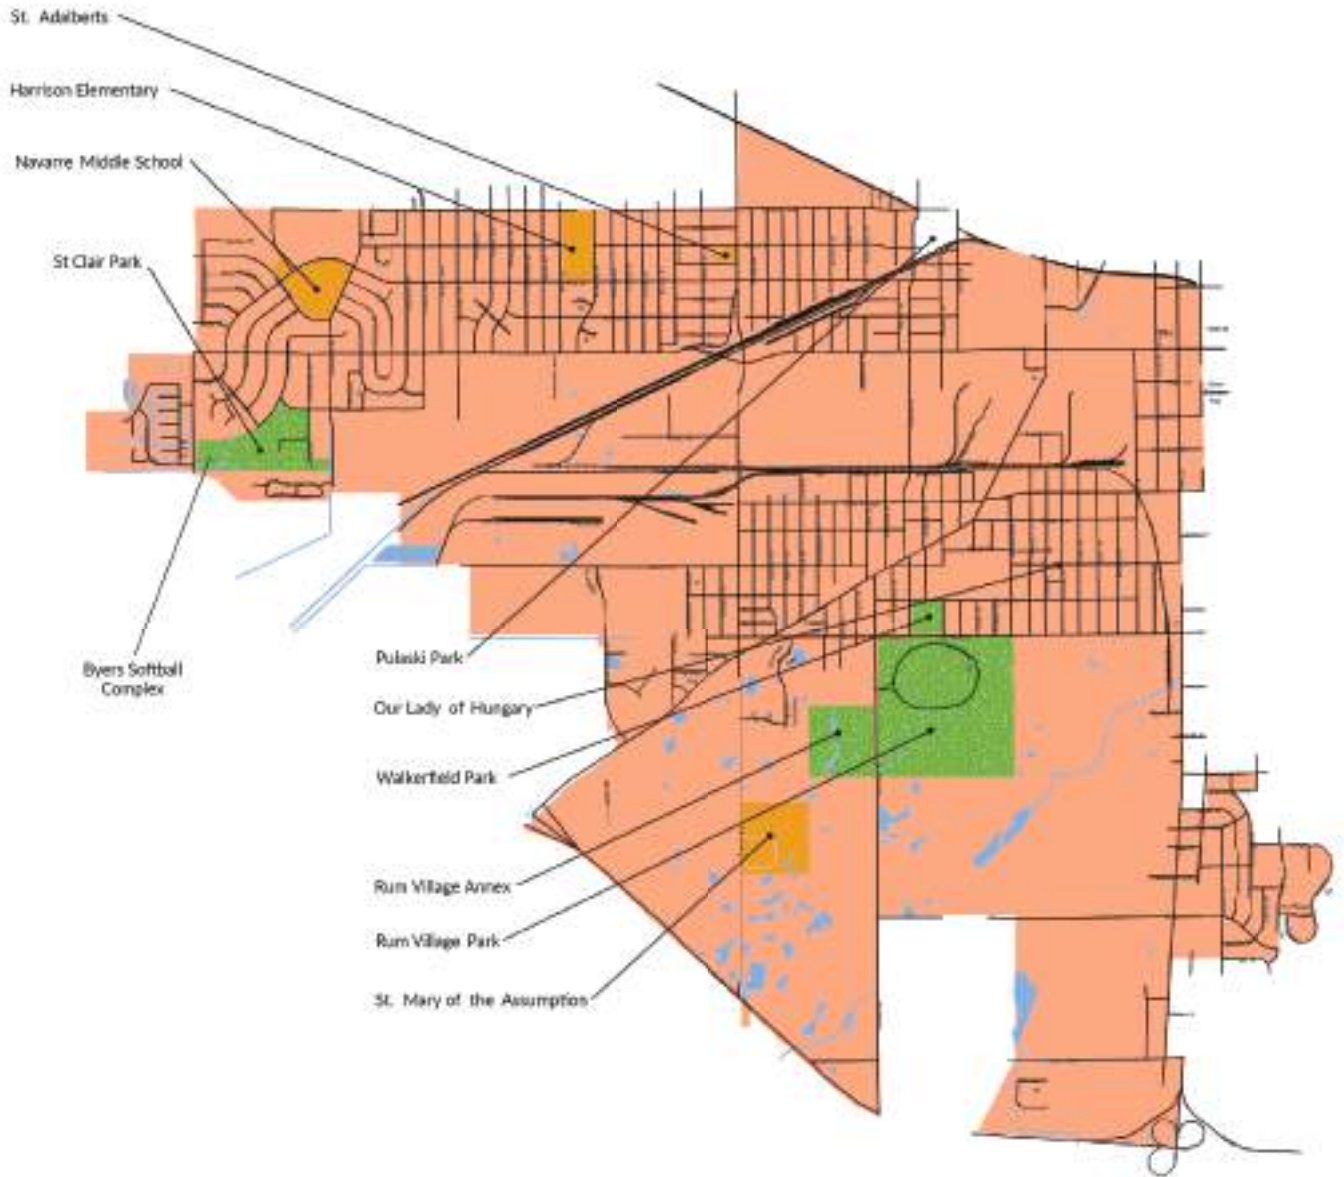 St. Adalberts
Harrison Elementary
Navarre Middle School
St Clair Park
Byers Softball
Complex
Pulaski Park
Our Lady of Hungary
Walkerfield Park
Rum Village Annex
Rum Village Park
St. Mary of the Assumption